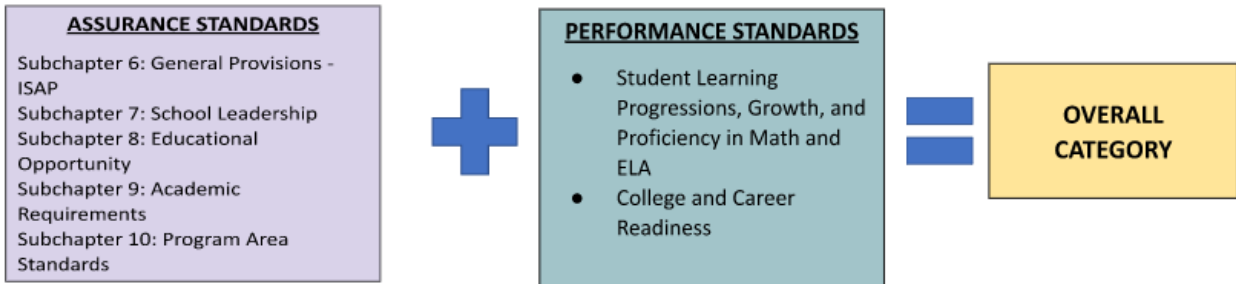 ASSURANCE STANDARDS
Subchapter 6: General Provisions -
ISAP
Subchapter 7: School Leadership
Subchapter 8: Educational
Opportunity
Subchapter 9: Academic
Requirements
Subchapter 10: Program Area
Standards
PERFORMANCE STANDARDS
● Student Learning
Progressions, Growth, and
Proficiency in Math and
ELA
● College and Career
Readiness
OVERALL
CATEGORY